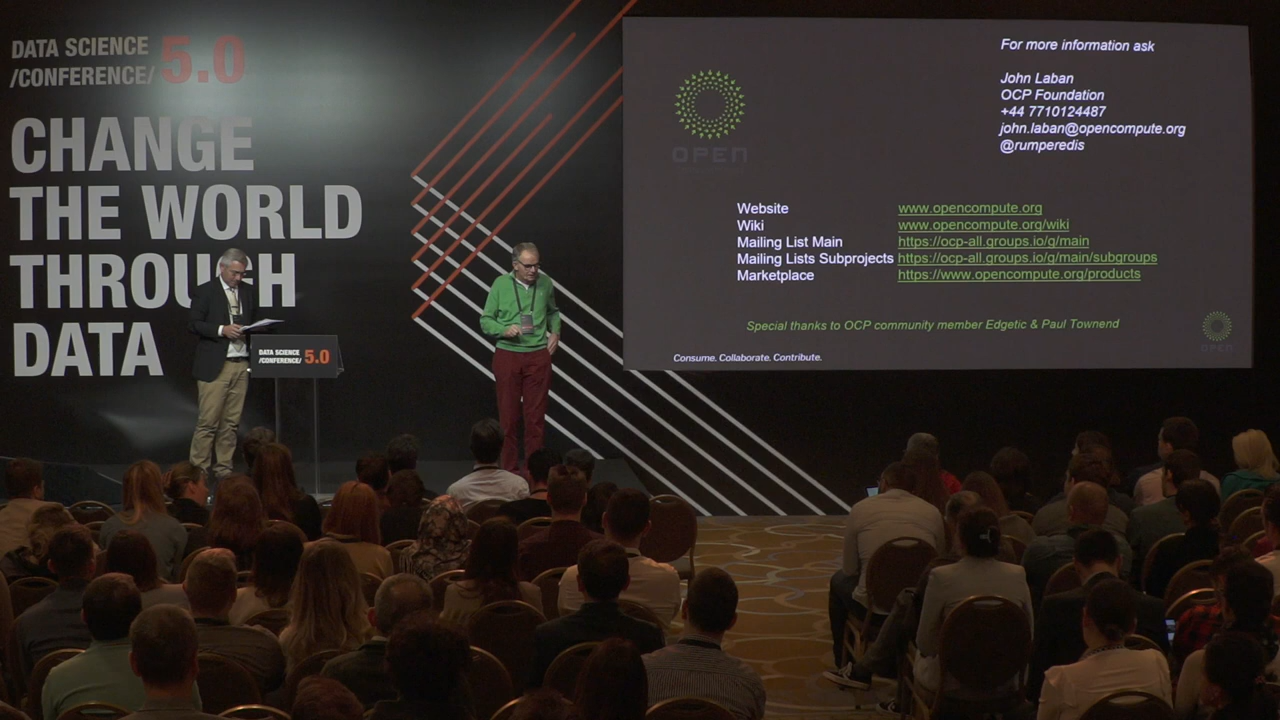 DATA SCIENCE
/CONFERENCE/ 5.0
CHANGE
THE WORLD
THROUGH
DATA
DATA SCIENCE
/CONFERENCE/ 5.0
For more information ask
John Laban
OCP Foundation
+44 7710124487
john.laban@opencompute.org
@rumperedis
OPEN
Website www.opencompute.org
Wiki www.opencompute.org/wiki
Mailing List Main https://ocp-all.groups.io/g/main
Mailing Lists Subprojects https://ocp-all.groups.io/g/main/subgroups
Marketplace https://www.opencompute.org/products
Special thanks to OCP community member Edgetic & Paul Townend
Consume. Collaborate. Contribute.
OPEN